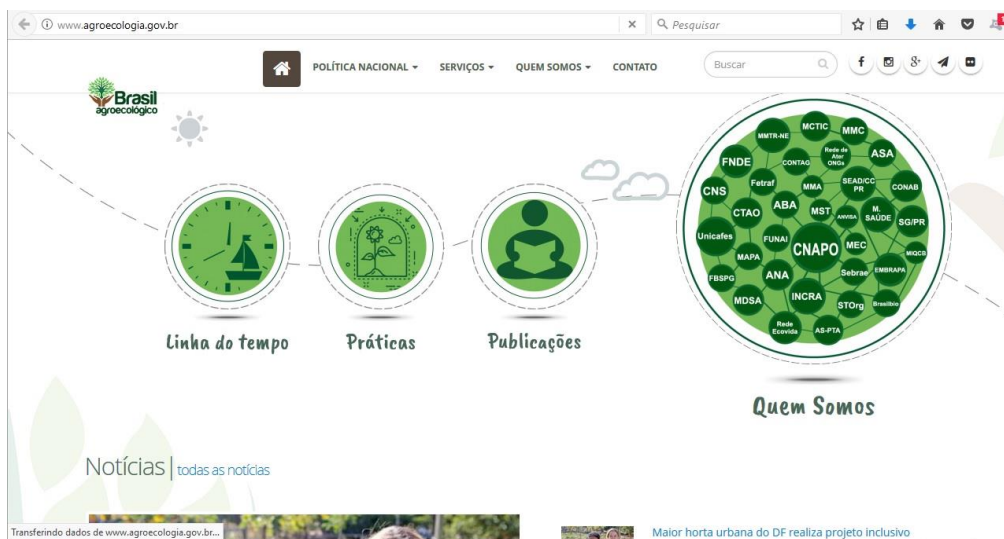 www.agroecologia.gov.br
Pesquisar
POLÍTICA NACIONAL
SERVIÇOS
QUEM SOMOS
CONTATO
Buscar
Brasil
agroecológico
MMTR-NE
MCTIC
MMC
FNDE
CONTAG
Rede de
Ater
ONGs
ASA
CNS
Fetraf
MMA
SEAD/CC
PR
CONAB
CTAO
ABA
MST
ANVISA
M.
SAÚDE
SG/PR
Unicafes
FUNAI
CNAPO
MEC
MIQCB
MAPA
FBSPG
ANA
Sebrae
EMBRAPA
MDSA
INCRA
STOrg
Brasilbio
Rede
Ecovida
AS-PTA
Linha do tempo
Práticas
Publicações
Quem Somos
Notícias | todas as notícias
Transferindo dados de www.agroecologia.gov.br...
Maior horta urbana do DF realiza projeto inclusivo